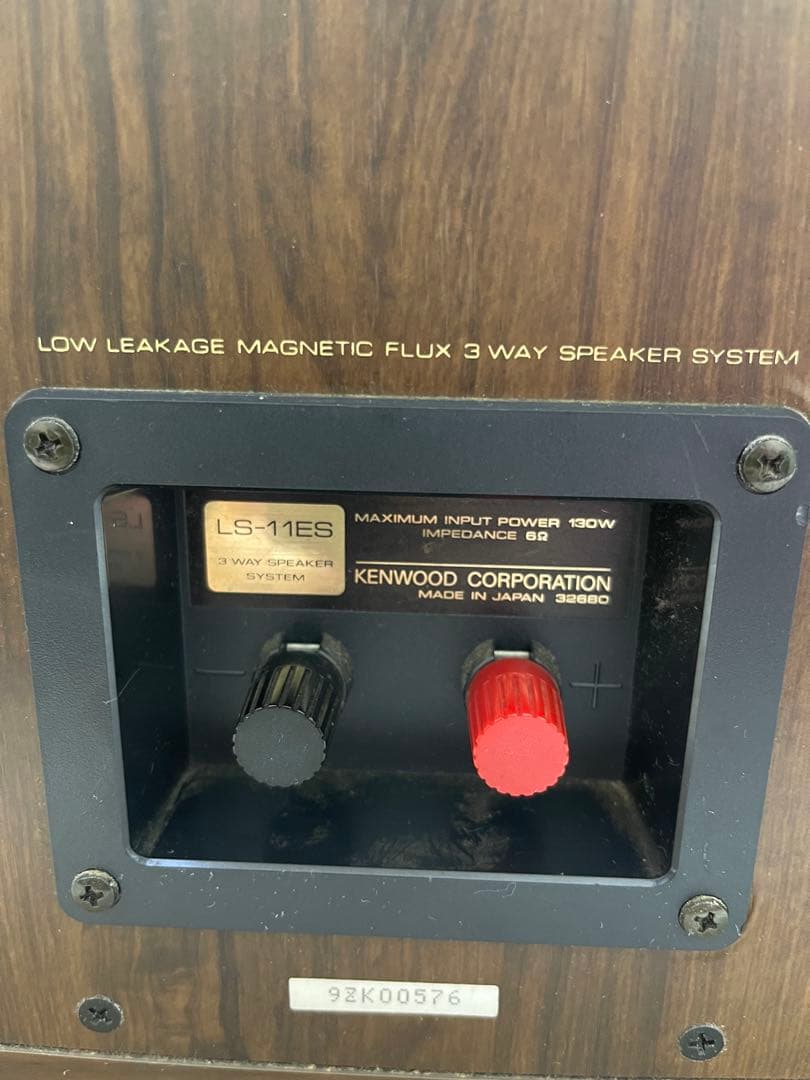 LOW LEAKAGE MAGNETIC FLUX 3 WAY SPEAKER SYSTEM
LS-11ES
3 WAY SPEAKER
SYSTEM
MAXIMUM INPUT POWER 130W
IMPEDANCE 6Ω
KENWOOD CORPORATION
MADE IN JAPAN 32680
− +
9ZK00576